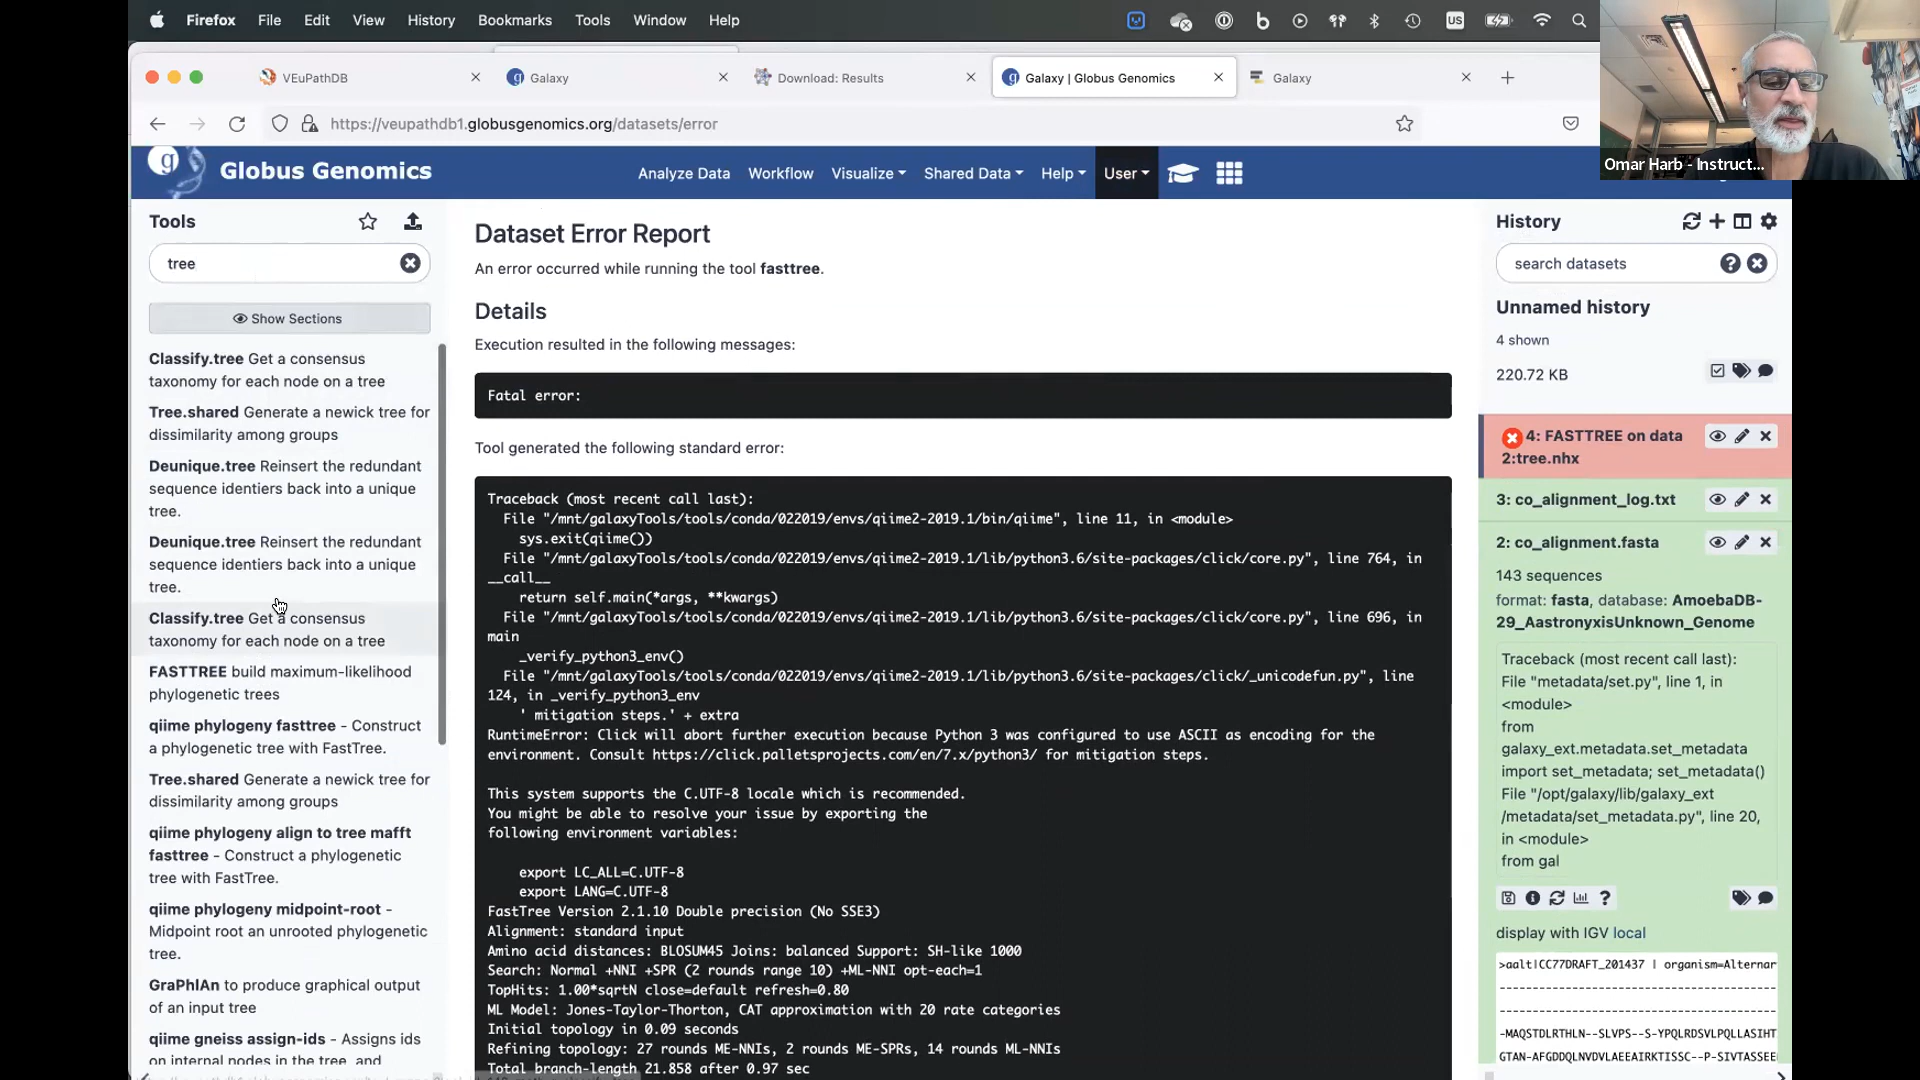 Firefox File Edit View History Bookmarks Tools Window Help
US
VEuPathDB
Galaxy
Download: Results
Galaxy | Globus Genomics
Galaxy
https://veupathdb1.globusgenomics.org/datasets/error
Omar Harb - Instruct...
g Globus Genomics
Analyze Data Workflow Visualize Shared Data Help User
Tools
tree
Show Sections
Classify.tree Get a consensus
taxonomy for each node on a tree
Tree.shared Generate a newick tree for
dissimilarity among groups
Deunique.tree Reinsert the redundant
sequence identiers back into a unique
tree.
Deunique.tree Reinsert the redundant
sequence identiers back into a unique
tree.
Classify.tree Get a consensus
taxonomy for each node on a tree
FASTTREE build maximum-likelihood
phylogenetic trees
qiime phylogeny fasttree - Construct
a phylogenetic tree with FastTree.
Tree.shared Generate a newick tree for
dissimilarity among groups
qiime phylogeny align to tree mafft
fasttree - Construct a phylogenetic
tree with FastTree.
qiime phylogeny midpoint-root -
Midpoint root an unrooted phylogenetic
tree.
GraPhlAn to produce graphical output
of an input tree
qiime gneiss assign-ids - Assigns ids
on internal nodes in the tree, and
Dataset Error Report
An error occurred while running the tool fasttree.
Details
Execution resulted in the following messages:
Fatal error:
Tool generated the following standard error:
Traceback (most recent call last):
File "/mnt/galaxyTools/tools/conda/022019/envs/qiime2-2019.1/bin/qiime", line 11, in <module>
sys.exit(qiime())
File "/mnt/galaxyTools/tools/conda/022019/envs/qiime2-2019.1/lib/python3.6/site-packages/click/core.py", line 764, in
__call__
return self.main(*args, **kwargs)
File "/mnt/galaxyTools/tools/conda/022019/envs/qiime2-2019.1/lib/python3.6/site-packages/click/core.py", line 696, in
main
_verify_python3_env()
File "/mnt/galaxyTools/tools/conda/022019/envs/qiime2-2019.1/lib/python3.6/site-packages/click/_unicodefun.py", line
124, in _verify_python3_env
' mitigation steps.' + extra
RuntimeError: Click will abort further execution because Python 3 was configured to use ASCII as encoding for the
environment. Consult https://click.palletsprojects.com/en/7.x/python3/ for mitigation steps.
This system supports the C.UTF-8 locale which is recommended.
You might be able to resolve your issue by exporting the
following environment variables:
export LC_ALL=C.UTF-8
export LANG=C.UTF-8
FastTree Version 2.1.10 Double precision (No SSE3)
Alignment: standard input
Amino acid distances: BLOSUM45 Joins: balanced Support: SH-like 1000
Search: Normal +NNI +SPR (2 rounds range 10) +ML-NNI opt-each=1
TopHits: 1.00*sqrtN close=default refresh=0.80
ML Model: Jones-Taylor-Thorton, CAT approximation with 20 rate categories
Initial topology in 0.09 seconds
Refining topology: 27 rounds ME-NNIs, 2 rounds ME-SPRs, 14 rounds ML-NNIs
Total branch-length 21.858 after 0.97 sec
History
search datasets
Unnamed history
4 shown
220.72 KB
4: FASTTREE on data
2:tree.nhx
3: co_alignment_log.txt
2: co_alignment.fasta
143 sequences
format: fasta, database: AmoebaDB-
29_AastronyxisUnknown_Genome
Traceback (most recent call last):
File "metadata/set.py", line 1, in
<module>
from
galaxy_ext.metadata.set_metadata
import set_metadata; set_metadata()
File "/opt/galaxy/lib/galaxy_ext
/metadata/set_metadata.py", line 20,
in <module>
from gal
display with IGV local
>aalt|CC77DRAFT_201437 | organism=Alternar
-MAQSTDLRTHLN--SLVPS--S-YPQLRDSVLPQLLASIHT
GTAN-AFGDDQLNVDVLAEEAIRKTISSC--P-SIVTASSEE